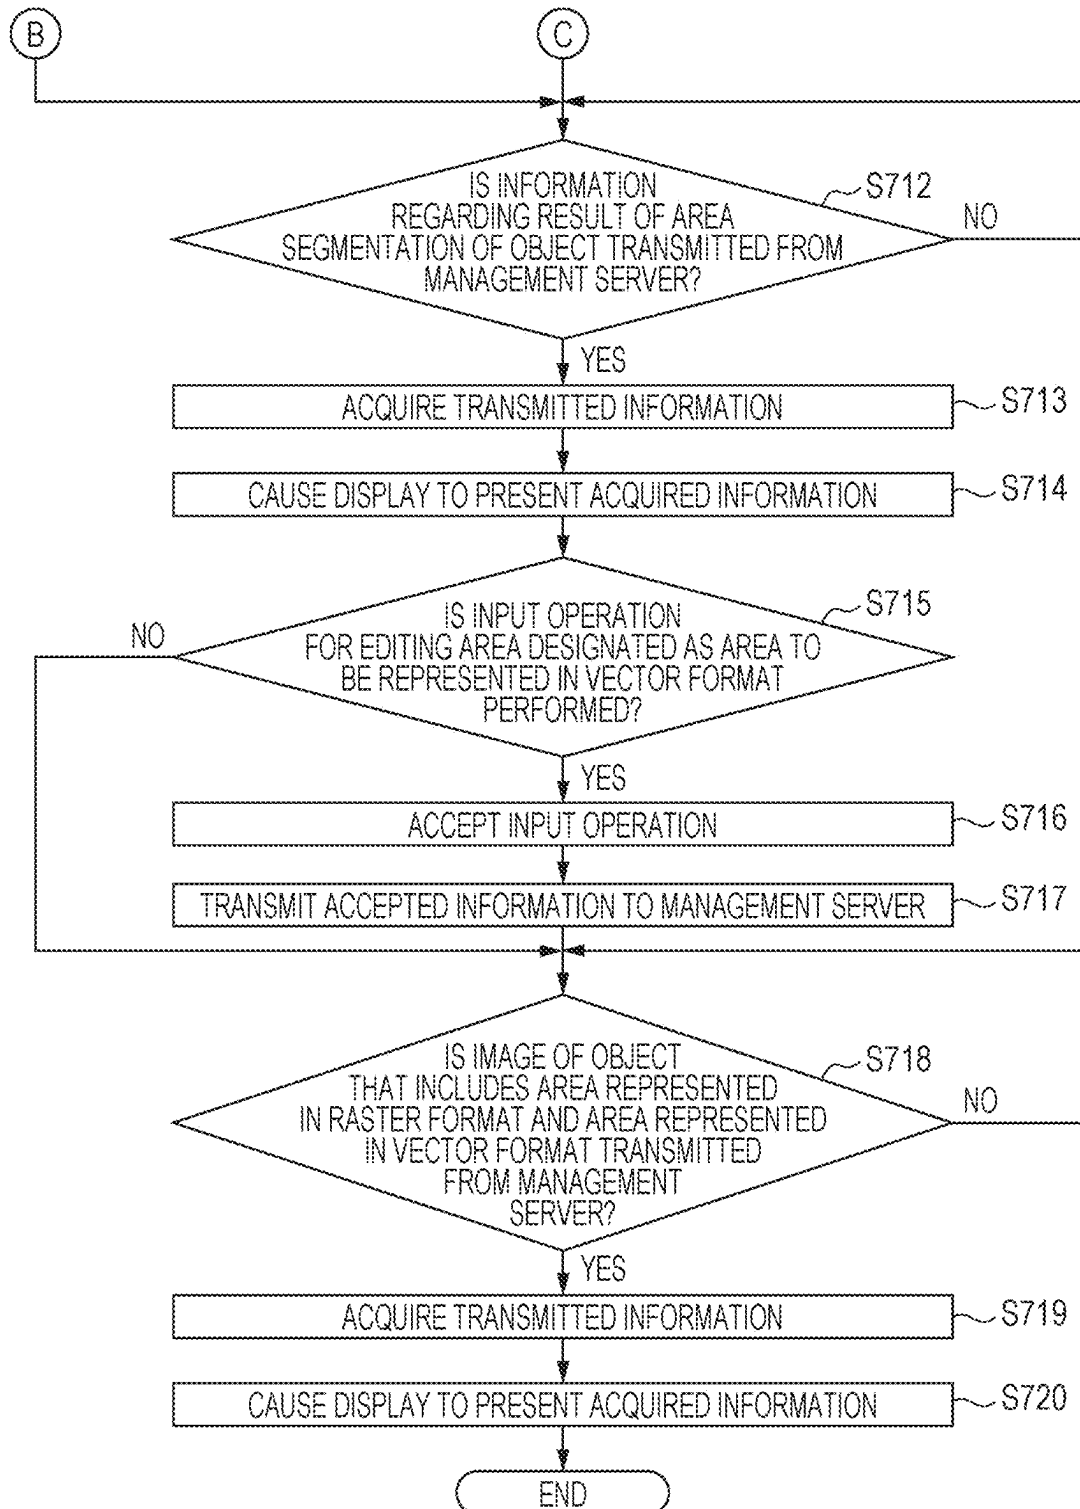 B
C
IS INFORMATION
REGARDING RESULT OF AREA
SEGMENTATION OF OBJECT TRANSMITTED FROM
MANAGEMENT SERVER?
S712
NO
YES
ACQUIRE TRANSMITTED INFORMATION
S713
CAUSE DISPLAY TO PRESENT ACQUIRED INFORMATION
S714
IS INPUT OPERATION
FOR EDITING AREA DESIGNATED AS AREA TO
BE REPRESENTED IN VECTOR FORMAT
PERFORMED?
S715
NO
YES
ACCEPT INPUT OPERATION
S716
TRANSMIT ACCEPTED INFORMATION TO MANAGEMENT SERVER
S717
IS IMAGE OF OBJECT
THAT INCLUDES AREA REPRESENTED
IN RASTER FORMAT AND AREA REPRESENTED
IN VECTOR FORMAT TRANSMITTED
FROM MANAGEMENT
SERVER?
S718
NO
YES
ACQUIRE TRANSMITTED INFORMATION
S719
CAUSE DISPLAY TO PRESENT ACQUIRED INFORMATION
S720
END